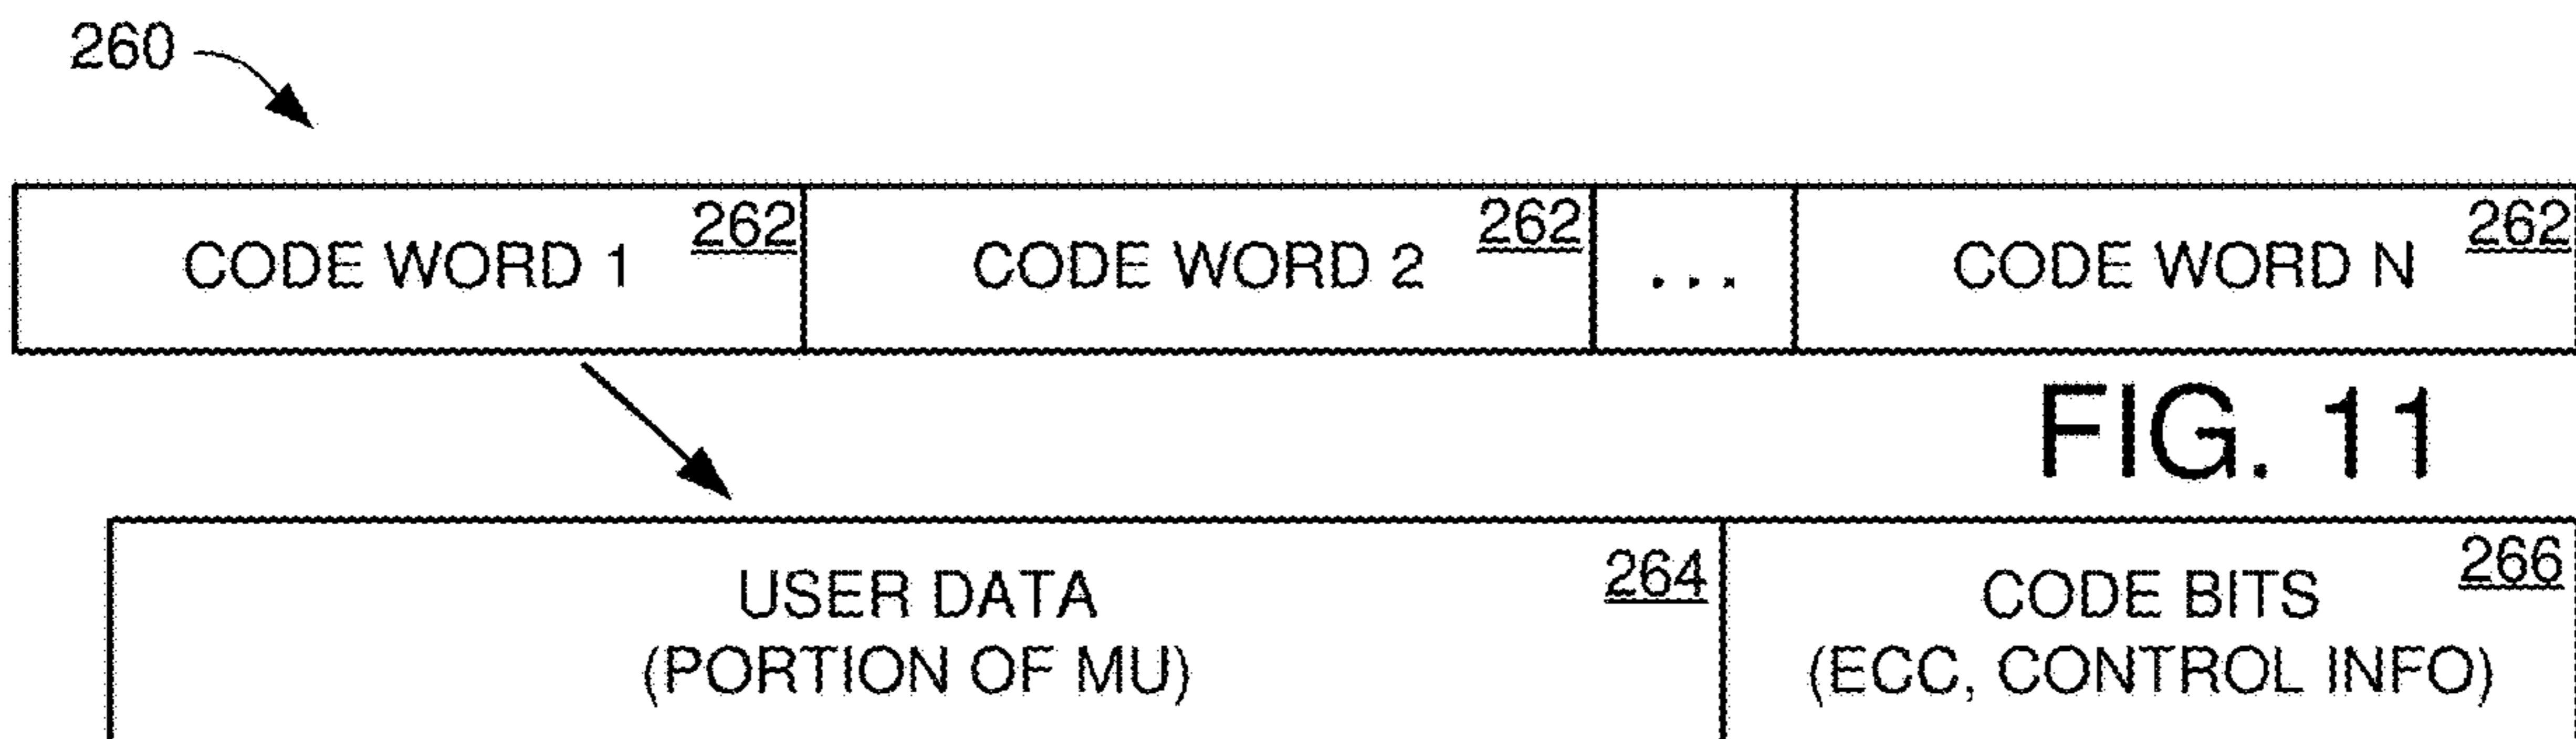 260
CODE WORD 1 262 CODE WORD 2 262 ... CODE WORD N 262
FIG. 11
USER DATA 264 CODE BITS 266
(PORTION OF MU) (ECC, CONTROL INFO)